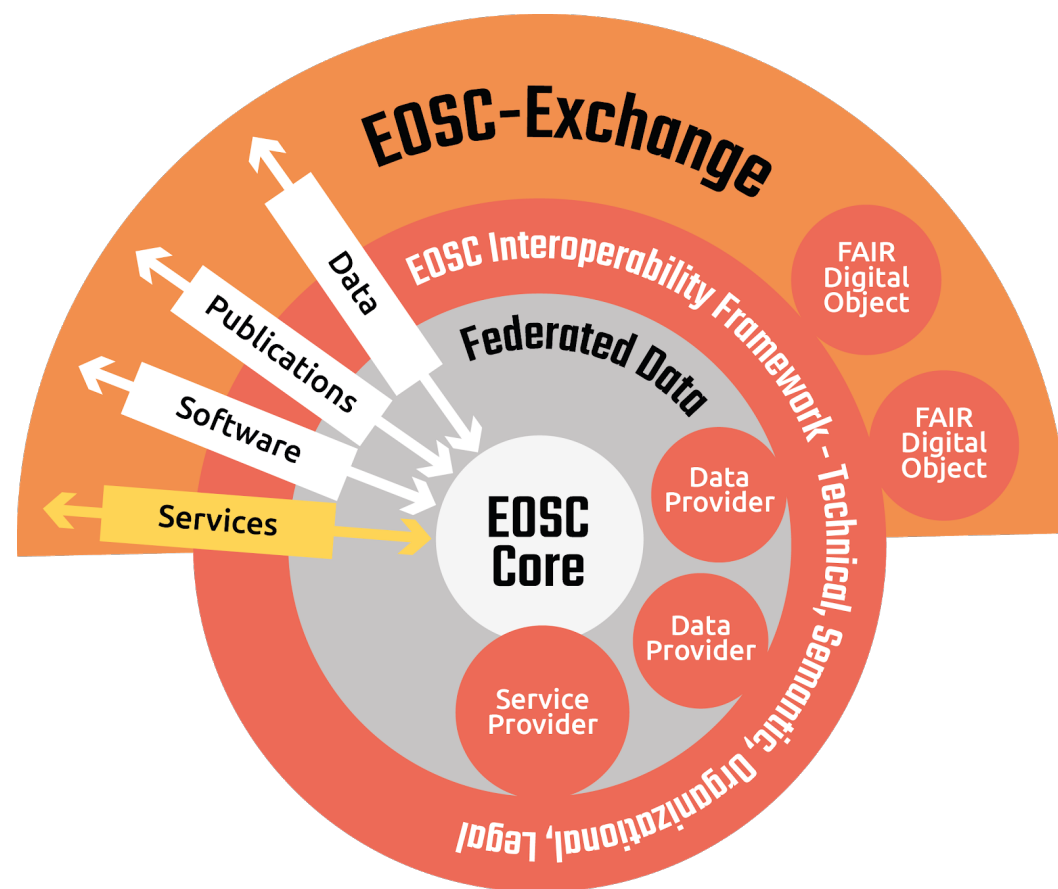 EOSC-Exchange
EOSC Interoperability Framework - Technical, Semantic, Organizational, Legal
Federated Data
Data
Publications
Software
Services
EOSC
Core
FAIR
Digital
Object
FAIR
Digital
Object
Data
Provider
Data
Provider
Service
Provider